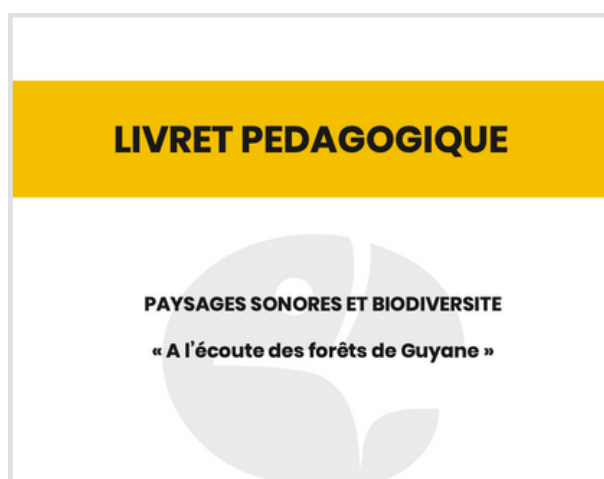 LIVRET PEDAGOGIQUE
PAYSAGES SONORES ET BIODIVERSITE
« A l’écoute des forêts de Guyane »